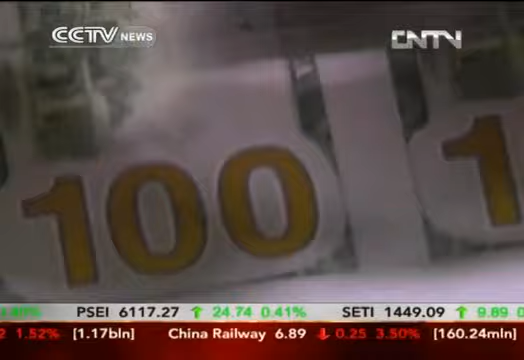 CCTV NEWS
CNTV
100
PSEI 6117.27 24.74 0.41% SETI 1449.09 9.89
1.52% [1.17bln] China Railway 6.89 0.25 3.50% [160.24mln]